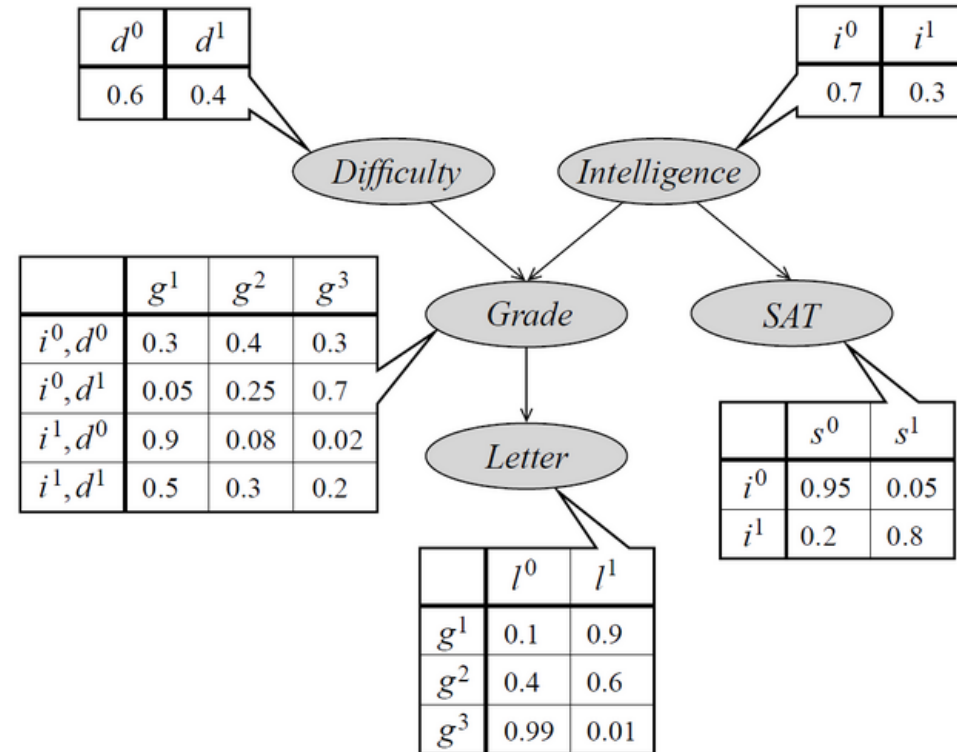 d⁰ d¹
0.6 0.4
i⁰ i¹
0.7 0.3
Difficulty
Intelligence
g¹ g² g³
i⁰,d⁰ 0.3 0.4 0.3
i⁰,d¹ 0.05 0.25 0.7
i¹,d⁰ 0.9 0.08 0.02
i¹,d¹ 0.5 0.3 0.2
Grade
SAT
Letter
s⁰ s¹
i⁰ 0.95 0.05
i¹ 0.2 0.8
l⁰ l¹
g¹ 0.1 0.9
g² 0.4 0.6
g³ 0.99 0.01